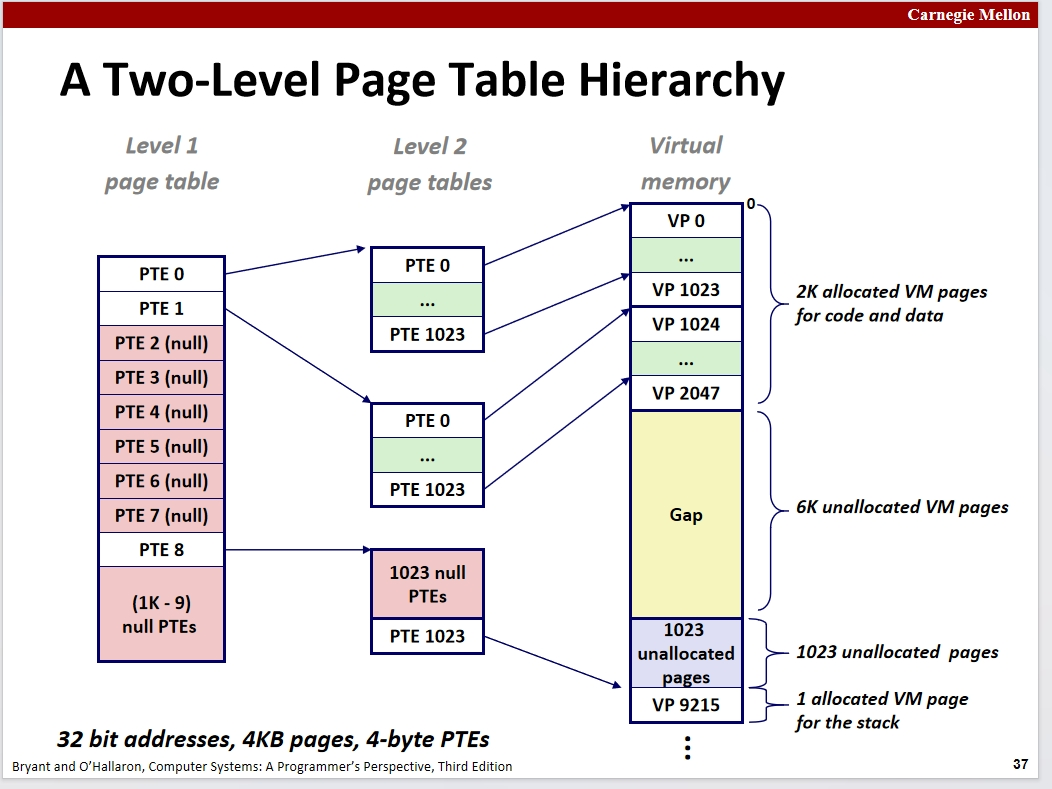 Carnegie Mellon
A Two-Level Page Table Hierarchy
Level 1
page table
Level 2
page tables
Virtual
memory
PTE 0
PTE 1
PTE 2 (null)
PTE 3 (null)
PTE 4 (null)
PTE 5 (null)
PTE 6 (null)
PTE 7 (null)
PTE 8
(1K - 9)
null PTEs
PTE 0
...
PTE 1023
PTE 0
...
PTE 1023
1023 null
PTEs
PTE 1023
0
VP 0
...
VP 1023
VP 1024
...
VP 2047
Gap
1023
unallocated
pages
VP 9215
2K allocated VM pages
for code and data
6K unallocated VM pages
1023 unallocated pages
1 allocated VM page
for the stack
32 bit addresses, 4KB pages, 4-byte PTEs
Bryant and O'Hallaron, Computer Systems: A Programmer's Perspective, Third Edition
37